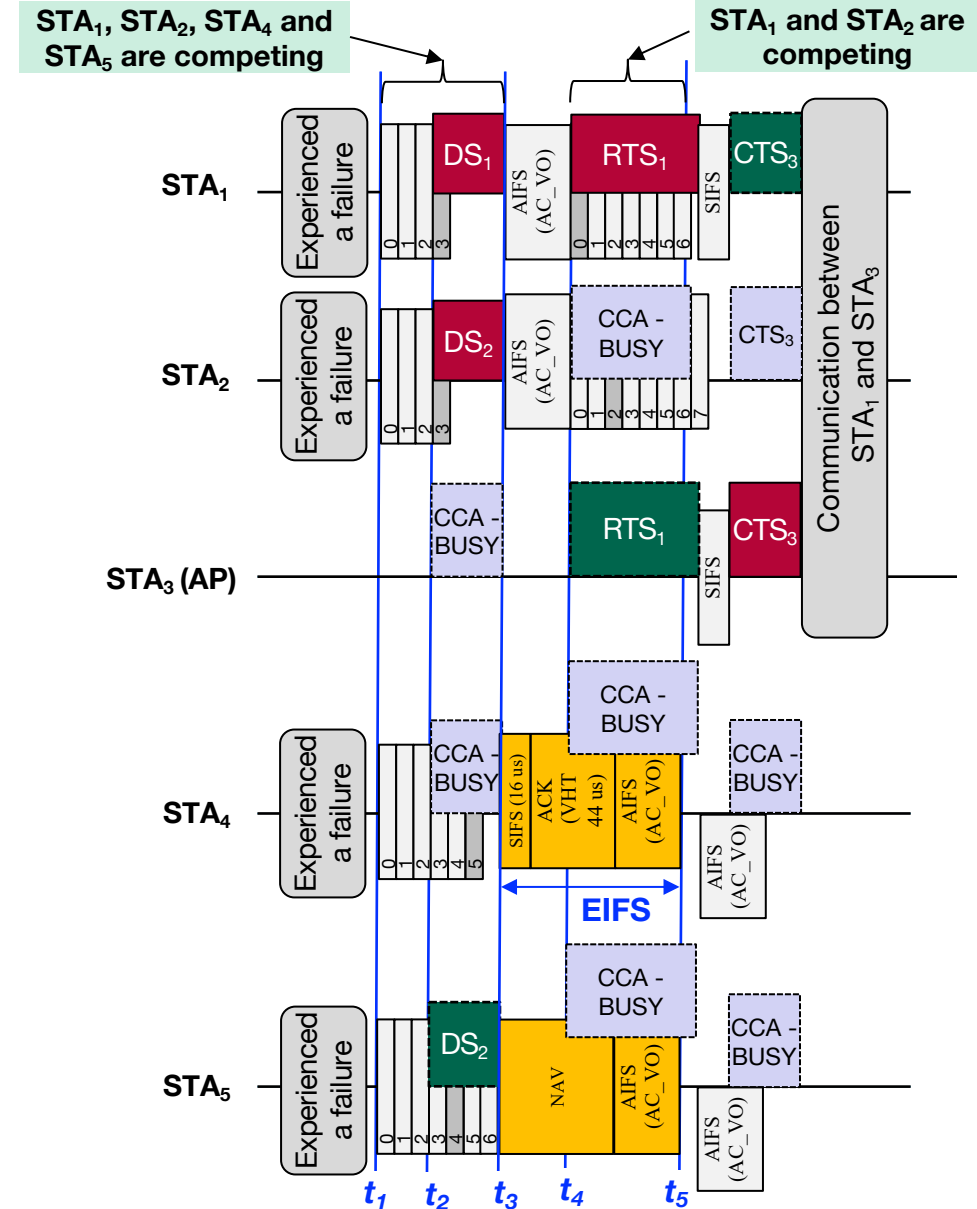 STA1, STA2, STA4 and
STA5 are competing
STA1 and STA2 are
competing
STA1
Experienced
a failure
0 1 2 3
DS1
AIFS
(AC_VO)
RTS1
0 1 2 3 4 5 6
SIFS
CTS3
Communication between
STA1 and STA3
STA2
Experienced
a failure
0 1 2 3
DS2
AIFS
(AC_VO)
CCA -
BUSY
0 1 2 3 4 5 6 7
CTS3
STA3 (AP)
CCA -
BUSY
RTS1
SIFS
CTS3
STA4
Experienced
a failure
0 1 2 3 4 5
CCA -
BUSY
SIFS (16 us)
ACK
(VHT
44 us)
AIFS
(AC_VO)
CCA -
BUSY
EIFS
AIFS
(AC_VO)
CCA -
BUSY
STA5
Experienced
a failure
0 1 2 3 4 5 6
DS2
NAV
AIFS
(AC_VO)
CCA -
BUSY
AIFS
(AC_VO)
CCA -
BUSY
t1 t2 t3 t4 t5